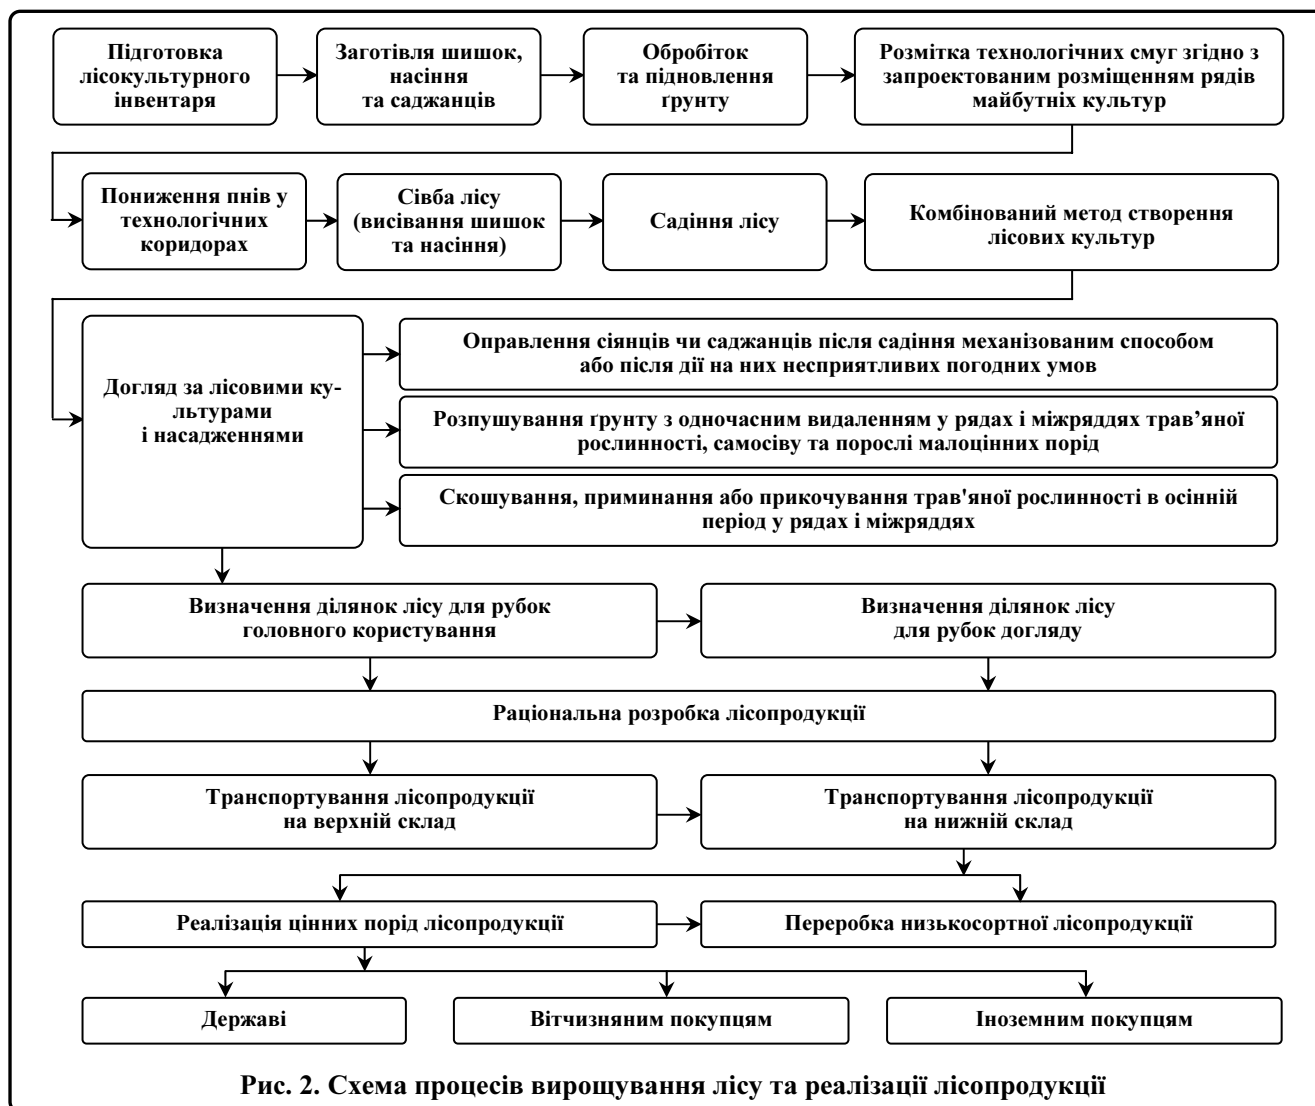 Підготовка
лісокультурного
інвентаря
Заготівля шишок,
насіння
та саджанців
Обробіток
та підновлення
ґрунту
Розмітка технологічних смуг згідно з
запроектованим розміщенням рядів
майбутніх культур
Пониження пнів у
технологічних
коридорах
Сівба лісу
(висівання шишок
та насіння)
Садіння лісу
Комбінований метод створення
лісових культур
Догляд за лісовими ку-
льтурами
і насадженнями
Оправлення сіянців чи саджанців після садіння механізованим способом
або після дії на них несприятливих погодних умов
Розпушування ґрунту з одночасним видаленням у рядах і міжряддях трав’яної
рослинності, самосіву та порослі малоцінних порід
Скошування, приминання або прикочування трав'яної рослинності в осінній
період у рядах і міжряддях
Визначення ділянок лісу для рубок
головного користування
Визначення ділянок лісу
для рубок догляду
Раціональна розробка лісопродукції
Транспортування лісопродукції
на верхній склад
Транспортування лісопродукції
на нижній склад
Реалізація цінних порід лісопродукції
Переробка низькосортної лісопродукції
Державі
Вітчизняним покупцям
Іноземним покупцям
Рис. 2. Схема процесів вирощування лісу та реалізації лісопродукції